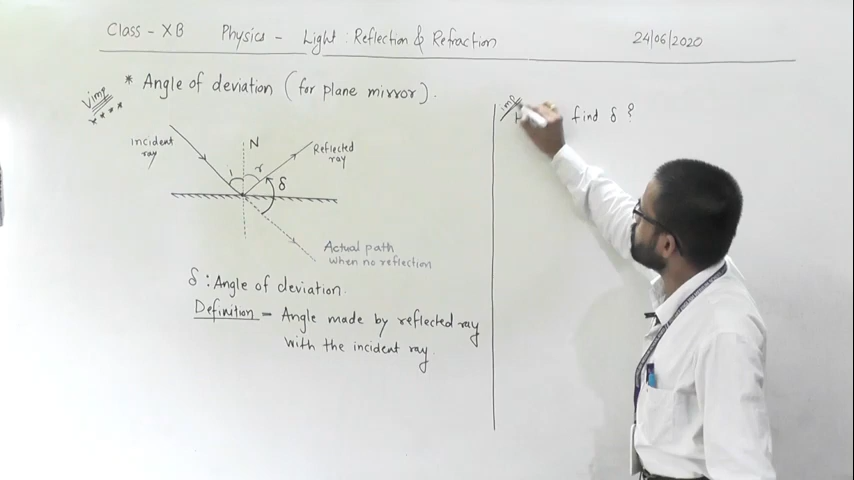 Class - X B Physics - Light : Reflection & Refraction 24/06/2020
Vimp
* Angle of deviation (for plane mirror).
Incident
ray
N
i
r
Reflected
ray
δ
Actual path
when no reflection
δ : Angle of deviation.
Definition - Angle made by reflected ray
with the incident ray.
imp
find δ ?